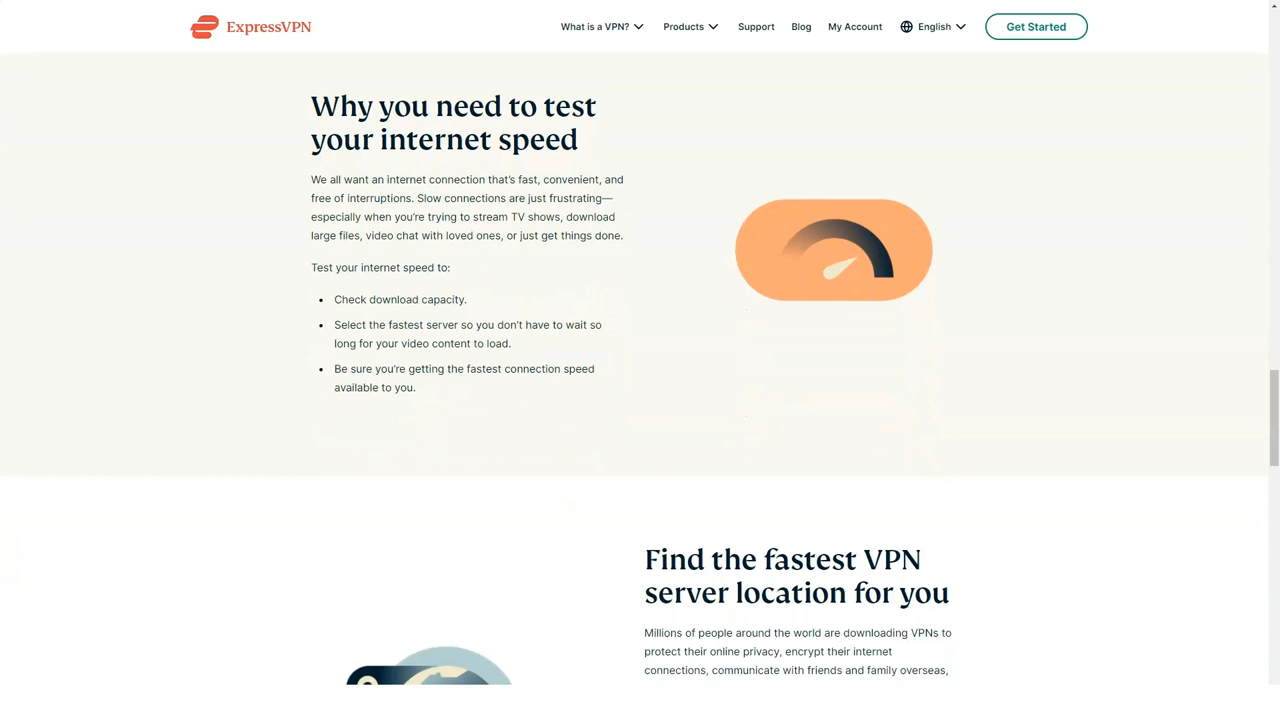 ExpressVPN
What is a VPN?
Products
Support
Blog
My Account
English
Get Started
Why you need to test
your internet speed
We all want an internet connection that’s fast, convenient, and
free of interruptions. Slow connections are just frustrating—
especially when you’re trying to stream TV shows, download
large files, video chat with loved ones, or just get things done.
Test your internet speed to:
• Check download capacity.
• Select the fastest server so you don’t have to wait so
long for your video content to load.
• Be sure you’re getting the fastest connection speed
available to you.
Find the fastest VPN
server location for you
Millions of people around the world are downloading VPNs to
protect their online privacy, encrypt their internet
connections, communicate with friends and family overseas,